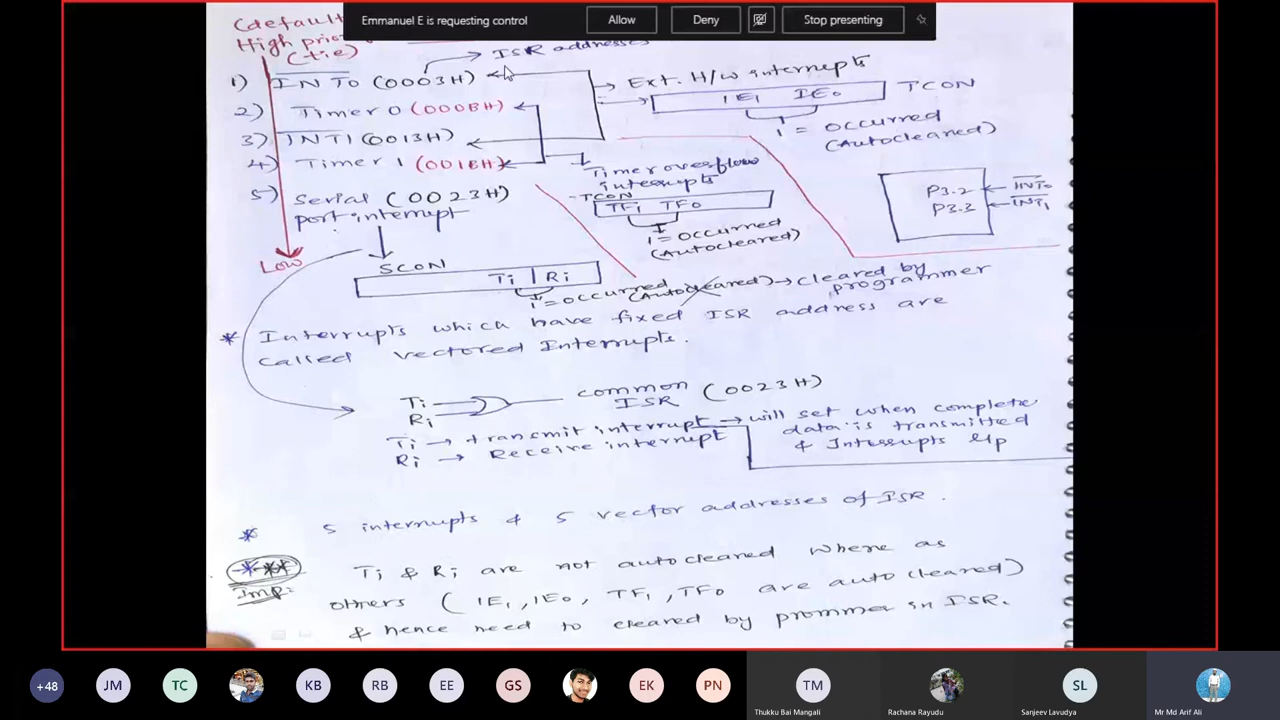 Emmanuel E is requesting control
Allow
Deny
Stop presenting
(default
High prio
(tie)
→ ISR addresses
1) INT0 (0003H)
2) Timer 0 (000BH)
3) INT1 (0013H)
4) Timer 1 (001BH)
5) Serial (0023H)
port interrupt
Low
Ext. H/w interrupts
IE1 IE0 TCON
1 = occurred
(Autocleared)
Timer overflow
interrupts
TCON
TF1 TF0
1 = occurred
(Autocleared)
P3.2 ← INT0
P3.3 ← INT1
SCON
Ti Ri
1 = occurred (Autocleared) → cleared by
programmer
* Interrupts which have fixed ISR address are
called vectored Interrupts.
Ti
Ri
common (0023H)
ISR
Ti → transmit interrupt → will set when complete
data is transmitted
& Interrupts μp
Ri → Receive interrupt
* 5 interrupts & 5 vector addresses of ISR.
***
Imp:
Ti & Ri are not autocleared where as
others (IE1, IE0, TF1, TF0 are auto cleared)
& hence need to cleared by prommer in ISR.
+48
JM
TC
KB
RB
EE
GS
EK
PN
TM
SL
Thukku Bai Mangali
Rachana Rayudu
Sanjeev Lavudya
Mr Md Arif Ali